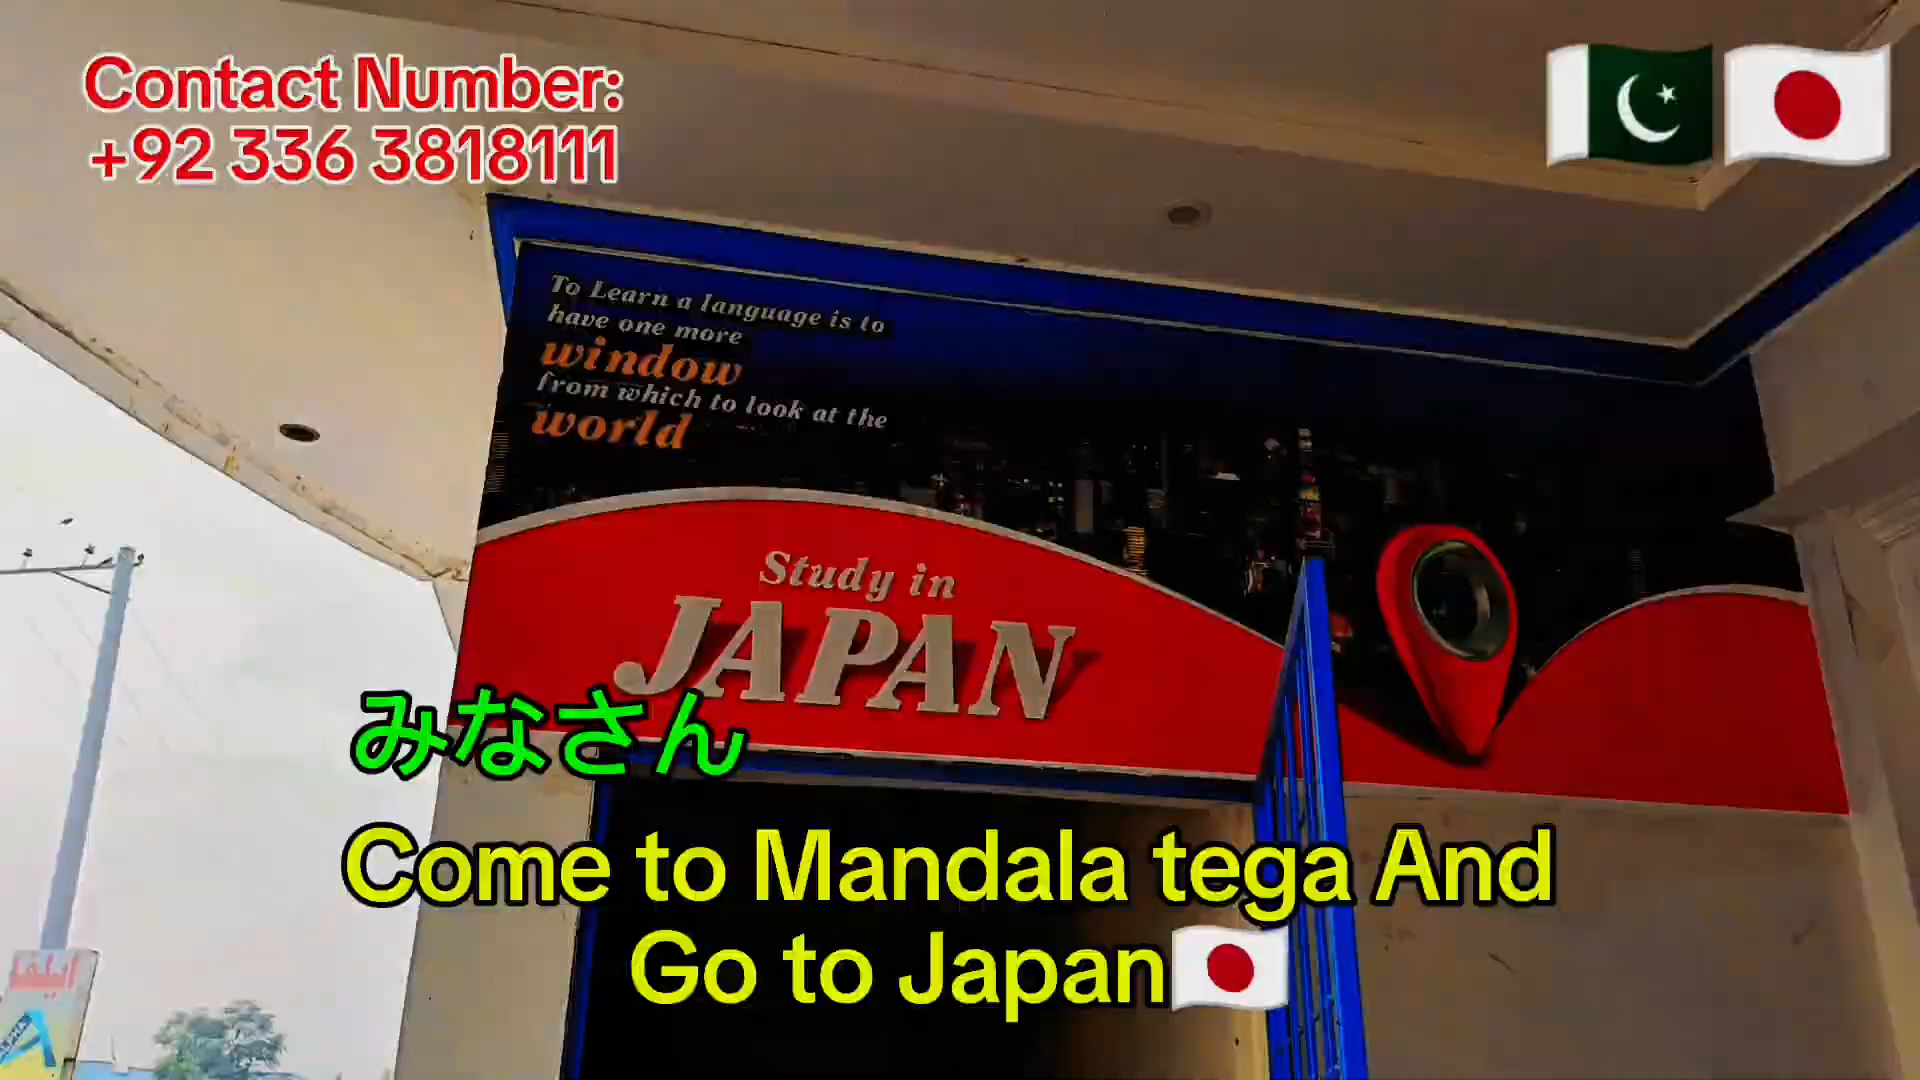 Contact Number:
+92 336 3818111
To Learn a language is to
have one more
window
from which to look at the
world
Study in
JAPAN
みなさん
Come to Mandala tega And
Go to Japan